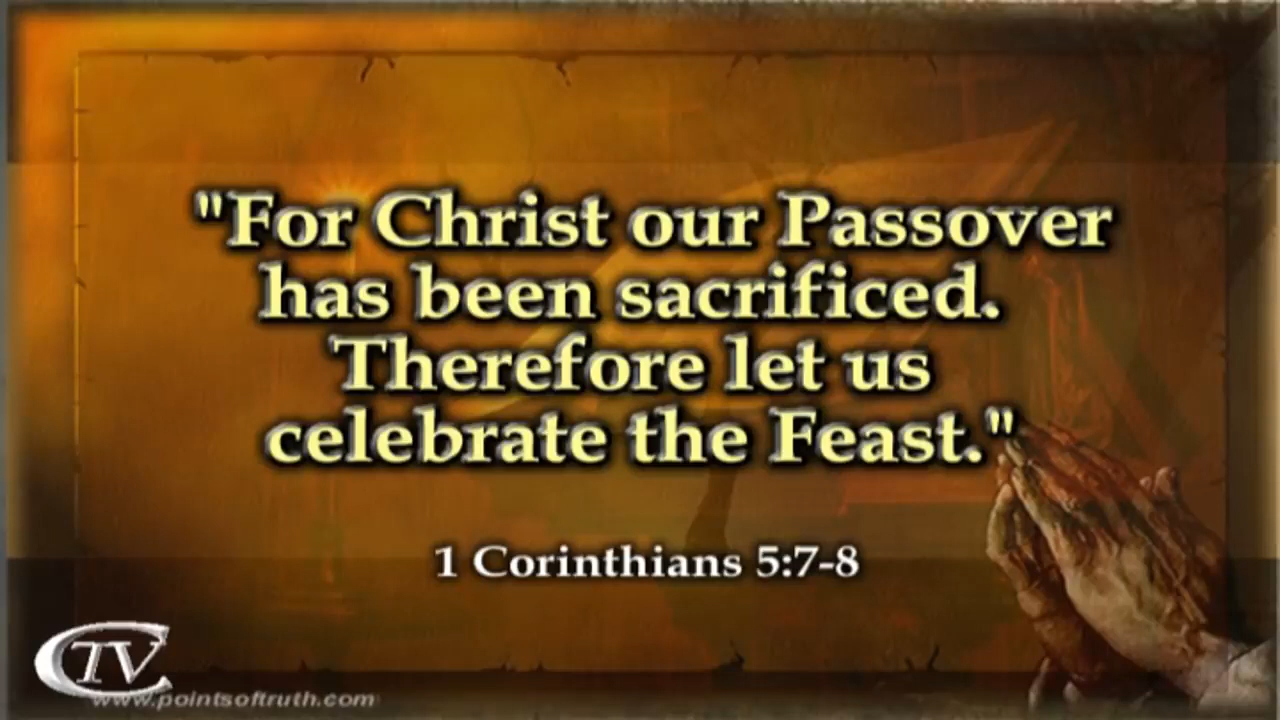 "For Christ our Passover
has been sacrificed.
Therefore let us
celebrate the Feast."
1 Corinthians 5:7-8
CTV
www.pointsoftruth.com